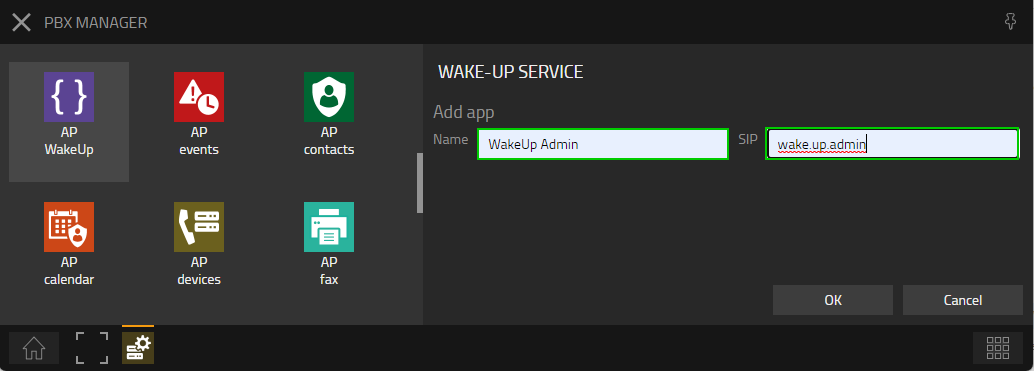 PBX MANAGER
AP
WakeUp
AP
events
AP
contacts
AP
calendar
AP
devices
AP
fax
WAKE-UP SERVICE
Add app
Name WakeUp Admin SIP wake.up.admin
OK Cancel